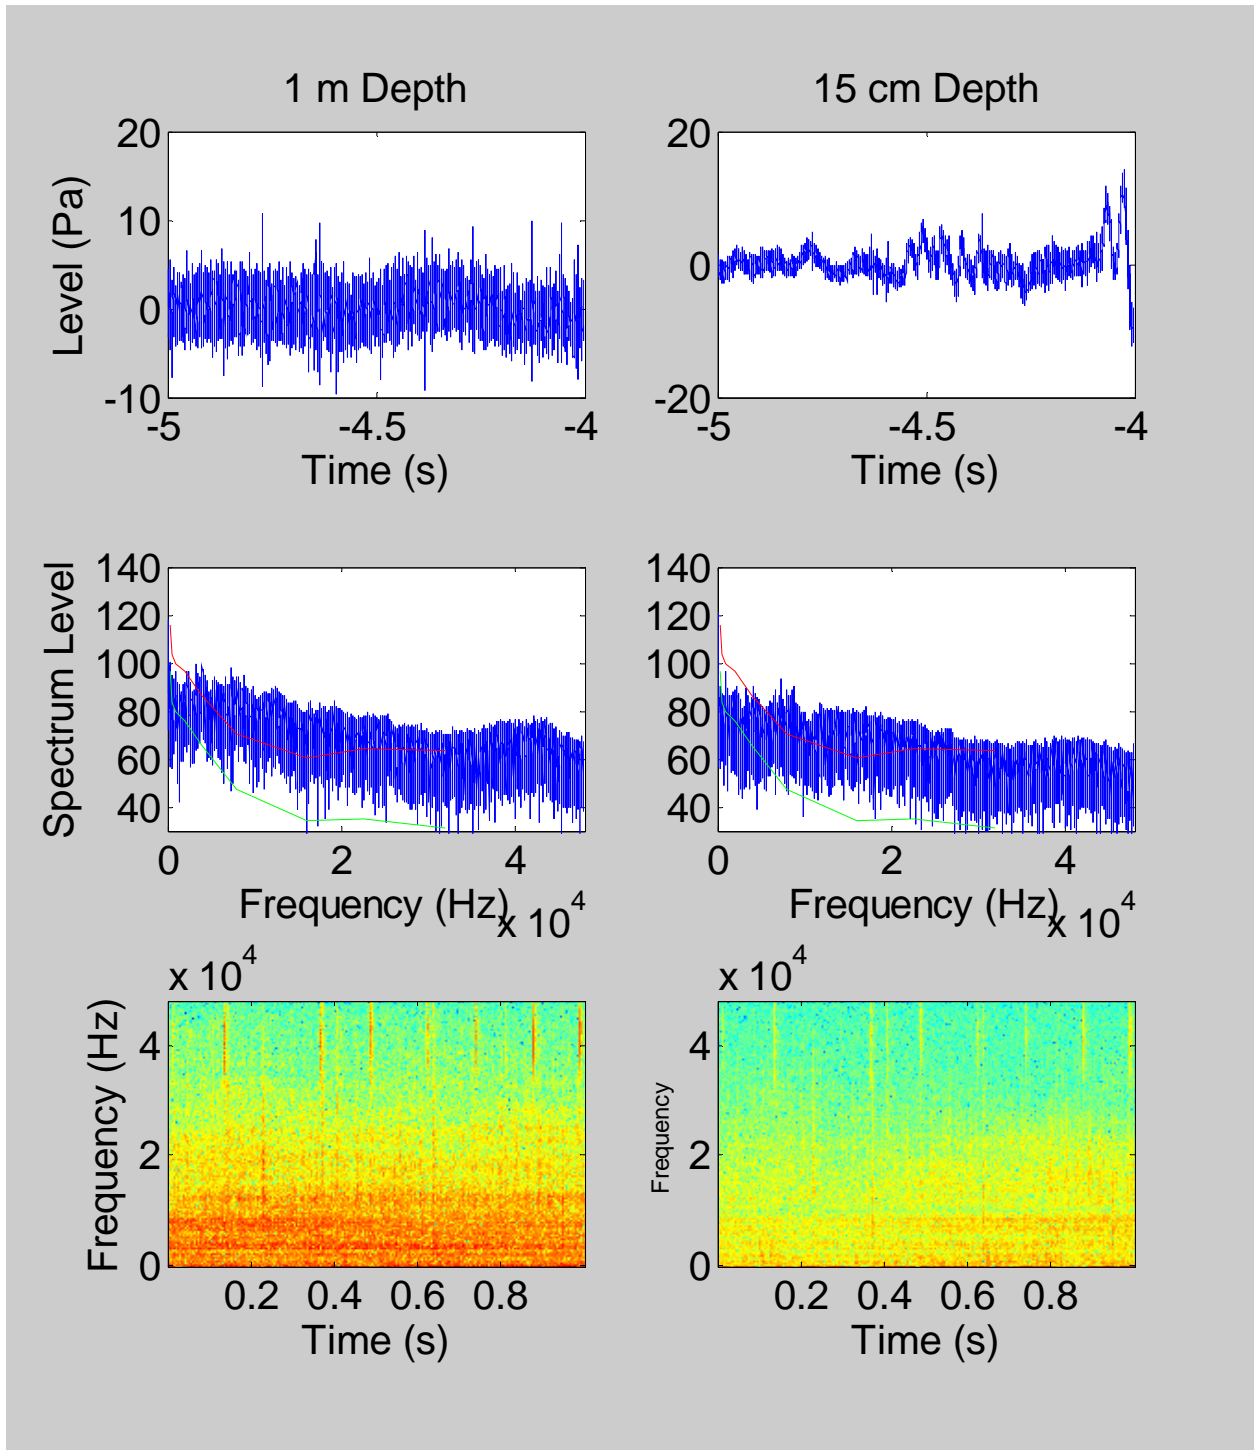 1 m Depth 15 cm Depth
20 20
10
Level (Pa)
0 0
-10 -20
-5 -4.5 -4 -5 -4.5 -4
Time (s) Time (s)
140 140
120 120
100 100
Spectrum Level
80 80
60 60
40 40
0 2 4 0 2 4
Frequency (Hz) Frequency (Hz)
x 10^4 x 10^4
x 10^4 x 10^4
4 4
Frequency (Hz) Frequency
2 2
0 0
0.2 0.4 0.6 0.8 0.2 0.4 0.6 0.8
Time (s) Time (s)